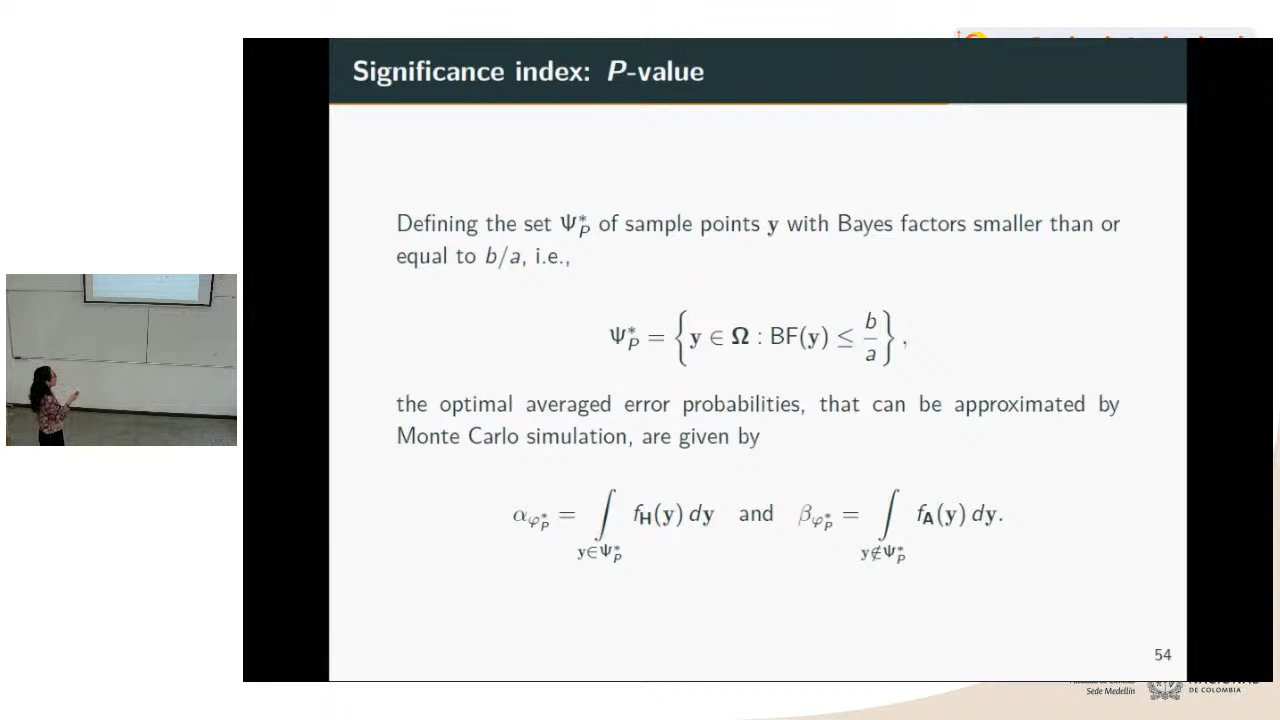 Significance index: P-value
Defining the set Ψ*_P of sample points y with Bayes factors smaller than or
equal to b/a, i.e.,
Ψ*_P = { y ∈ Ω : BF(y) ≤ b/a } ,
the optimal averaged error probabilities, that can be approximated by
Monte Carlo simulation, are given by
α_{φ*_P} = ∫_{y∈Ψ*_P} f_H(y) dy and β_{φ*_P} = ∫_{y∉Ψ*_P} f_A(y) dy.
54
Sede Medellín
DE COLOMBIA